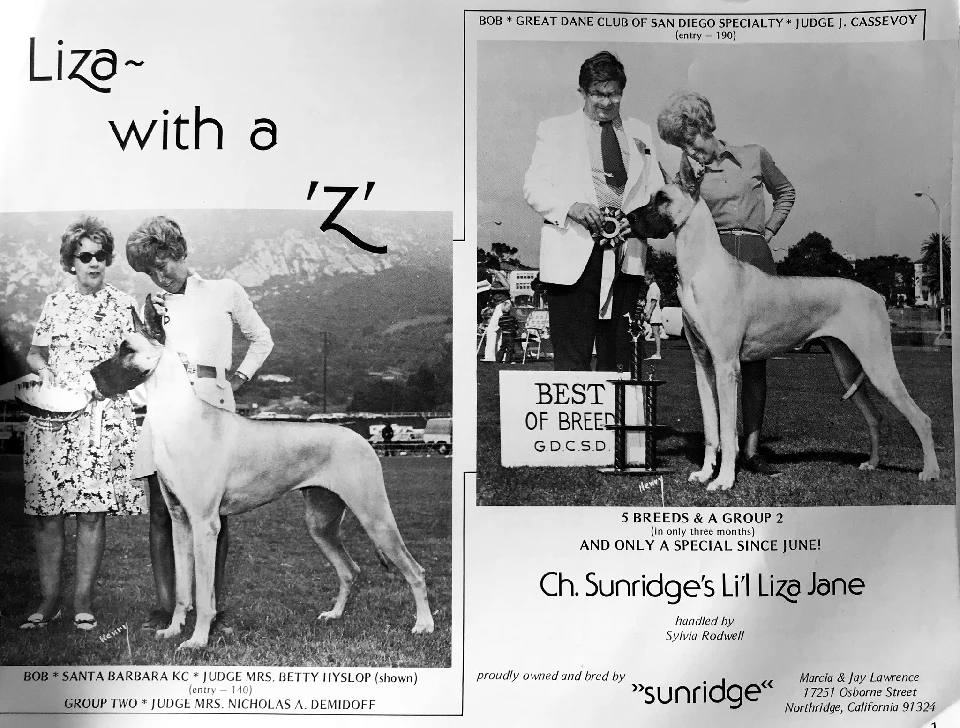 Liza~
with a
'Z'
BOB * SANTA BARBARA KC * JUDGE MRS. BETTY HYSLOP (shown)
(entry – 140)
GROUP TWO * JUDGE MRS. NICHOLAS A. DEMIDOFF
Henry
BOB * GREAT DANE CLUB OF SAN DIEGO SPECIALTY * JUDGE J. CASSEVOY
(entry – 190)
BEST
OF BREED
G.D.C.S.D.
Henry
5 BREEDS & A GROUP 2
(in only three months)
AND ONLY A SPECIAL SINCE JUNE!
Ch. Sunridge's Li'l Liza Jane
handled by
Sylvia Rodwell
proudly owned and bred by
"sunridge"
Marcia & Jay Lawrence
17251 Osborne Street
Northridge, California 91324